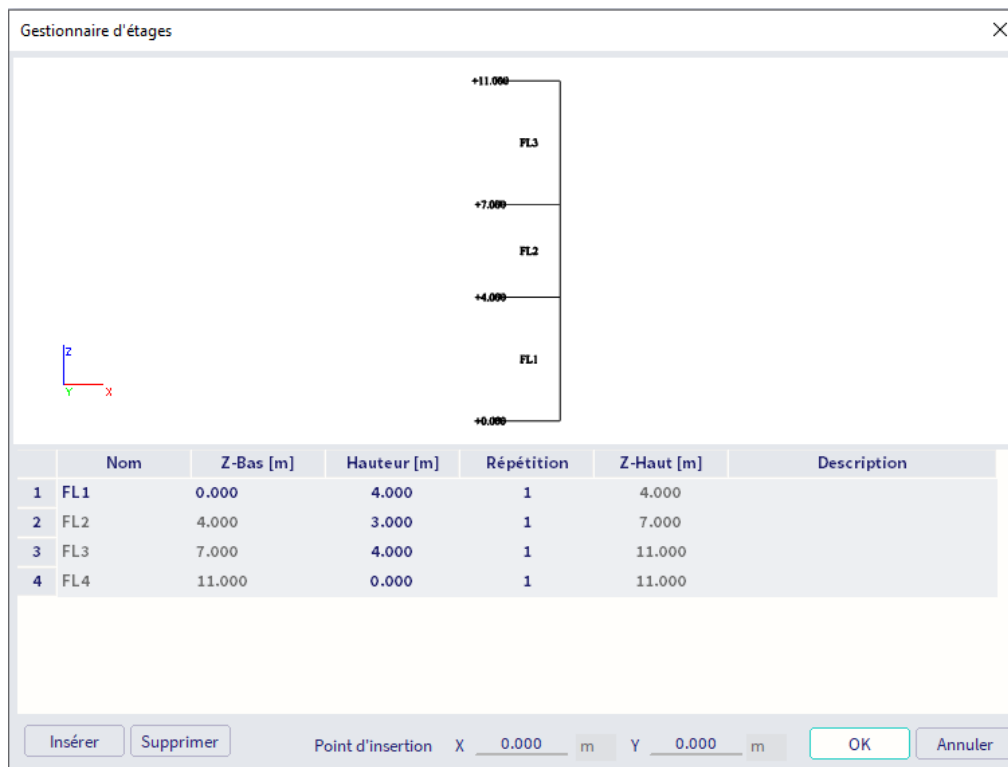 Gestionnaire d'étages
+11.000
FL3
+7.000
FL2
+4.000
FL1
+0.000
Z
Y X
Nom Z-Bas [m] Hauteur [m] Répétition Z-Haut [m] Description
1 FL1 0.000 4.000 1 4.000
2 FL2 4.000 3.000 1 7.000
3 FL3 7.000 4.000 1 11.000
4 FL4 11.000 0.000 1 11.000
Insérer Supprimer Point d'insertion X 0.000 m Y 0.000 m OK Annuler